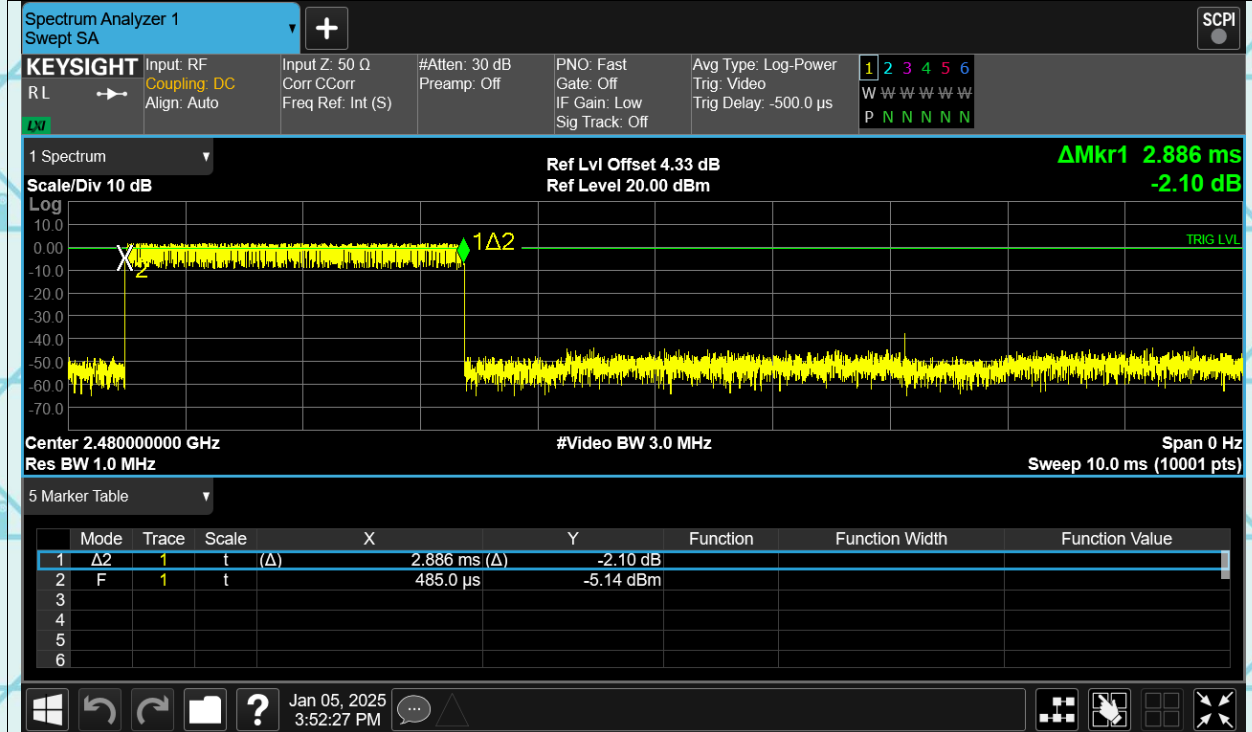 Spectrum Analyzer 1
Swept SA
SCPI
KEYSIGHT
RL
LXI
Input: RF
Coupling: DC
Align: Auto
Input Z: 50 Ω
Corr CCorr
Freq Ref: Int (S)
#Atten: 30 dB
Preamp: Off
PNO: Fast
Gate: Off
IF Gain: Low
Sig Track: Off
Avg Type: Log-Power
Trig: Video
Trig Delay: -500.0 µs
1 2 3 4 5 6
W W W W W W
P N N N N N
1 Spectrum
Scale/Div 10 dB
Ref Lvl Offset 4.33 dB
Ref Level 20.00 dBm
ΔMkr1 2.886 ms
-2.10 dB
Log
10.0
0.00
-10.0
-20.0
-30.0
-40.0
-50.0
-60.0
-70.0
X
2
1Δ2
TRIG LVL
Center 2.480000000 GHz
#Video BW 3.0 MHz
Span 0 Hz
Res BW 1.0 MHz
Sweep 10.0 ms (10001 pts)
5 Marker Table
Mode Trace Scale X Y Function Function Width Function Value
1 Δ2 1 t (Δ) 2.886 ms (Δ) -2.10 dB
2 F 1 t 485.0 µs -5.14 dBm
3
4
5
6
?
Jan 05, 2025
3:52:27 PM